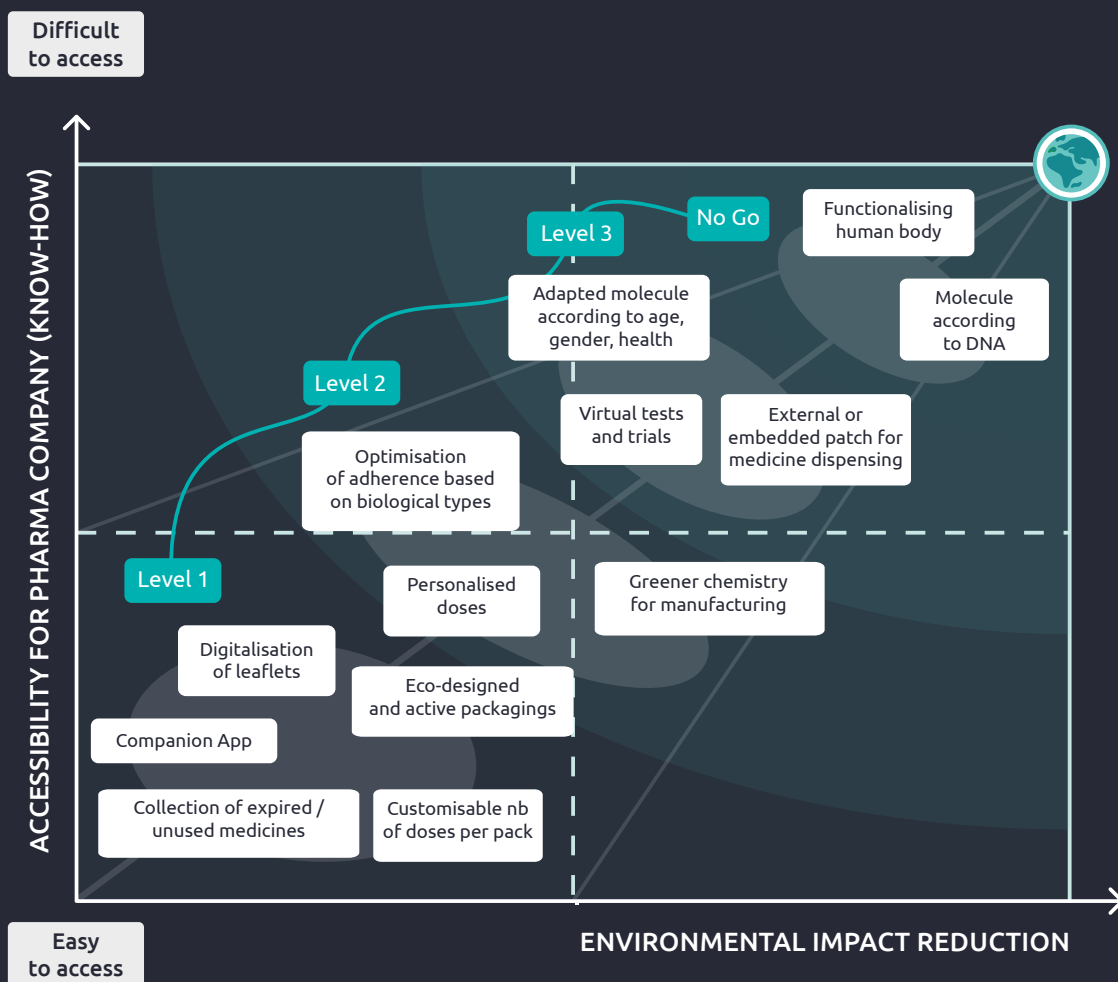 Difficult
to access
ACCESSIBILITY FOR PHARMA COMPANY (KNOW-HOW)
Functionalising
human body
No Go
Level 3
Adapted molecule
according to age,
gender, health
Molecule
according
to DNA
Level 2
Virtual tests
and trials
External or
embedded patch for
medicine dispensing
Optimisation
of adherence based
on biological types
Level 1
Personalised
doses
Greener chemistry
for manufacturing
Digitalisation
of leaflets
Eco-designed
and active packagings
Companion App
Collection of expired /
unused medicines
Customisable nb
of doses per pack
Easy
to access
ENVIRONMENTAL IMPACT REDUCTION